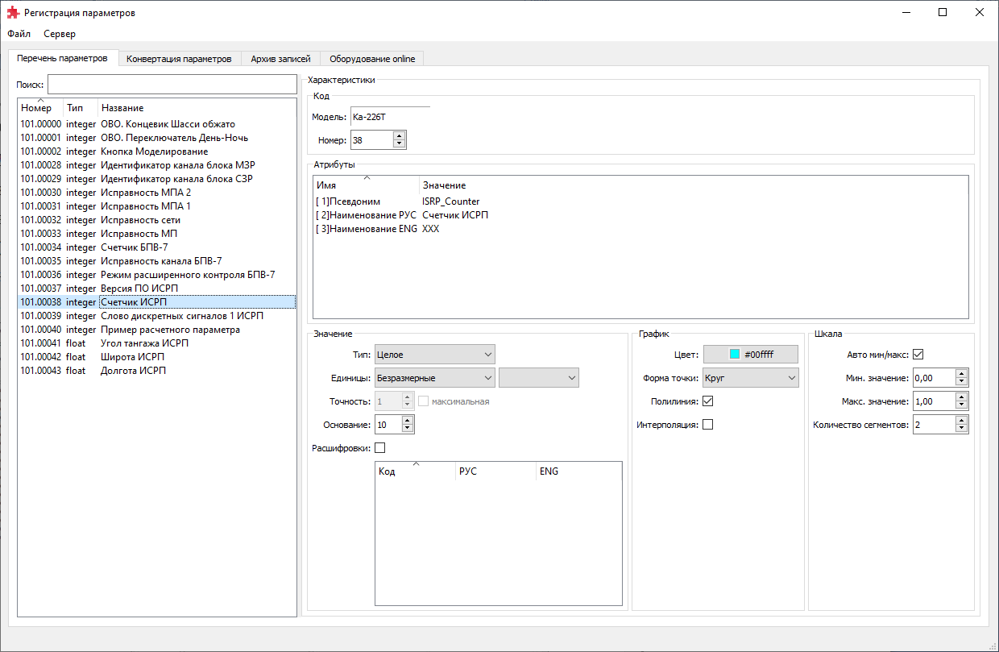 Регистрация параметров
Файл Сервер
Перечень параметров Конвертация параметров Архив записей Оборудование online
Поиск:
Номер Тип Название
101.00000 integer ОВО. Концевик Шасси обжато
101.00001 integer ОВО. Переключатель День-Ночь
101.00002 integer Кнопка Моделирование
101.00028 integer Идентификатор канала блока МЗР
101.00029 integer Идентификатор канала блока СЗР
101.00030 integer Исправность МПА 2
101.00031 integer Исправность МПА 1
101.00032 integer Исправность сети
101.00033 integer Исправность МП
101.00034 integer Счетчик БПВ-7
101.00035 integer Исправность канала БПВ-7
101.00036 integer Режим расширенного контроля БПВ-7
101.00037 integer Версия ПО ИСРП
101.00038 integer Счетчик ИСРП
101.00039 integer Слово дискретных сигналов 1 ИСРП
101.00040 integer Пример расчетного параметра
101.00041 float Угол тангажа ИСРП
101.00042 float Широта ИСРП
101.00043 float Долгота ИСРП
Характеристики
Код
Модель: Ка-226Т
Номер: 38
Атрибуты
Имя Значение
[ 1]Псевдоним ISRP_Counter
[ 2]Наименование РУС Счетчик ИСРП
[ 3]Наименование ENG XXX
Значение
Тип: Целое
Единицы: Безразмерные
Точность: 1 максимальная
Основание: 10
Расшифровки:
Код РУС ENG
График
Цвет: #00ffff
Форма точки: Круг
Полилиния:
Интерполяция:
Шкала
Авто мин/макс:
Мин. значение: 0,00
Макс. значение: 1,00
Количество сегментов: 2